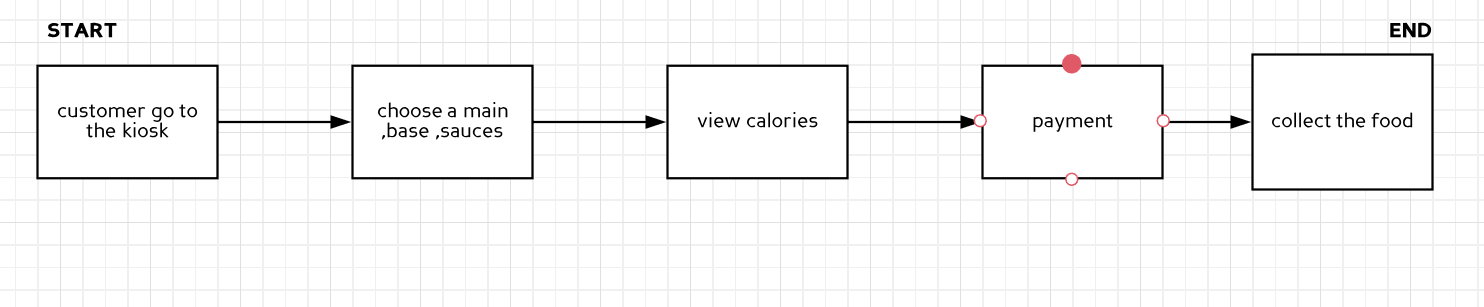 START
END
customer go to
the kiosk
choose a main
,base ,sauces
view calories
payment
collect the food